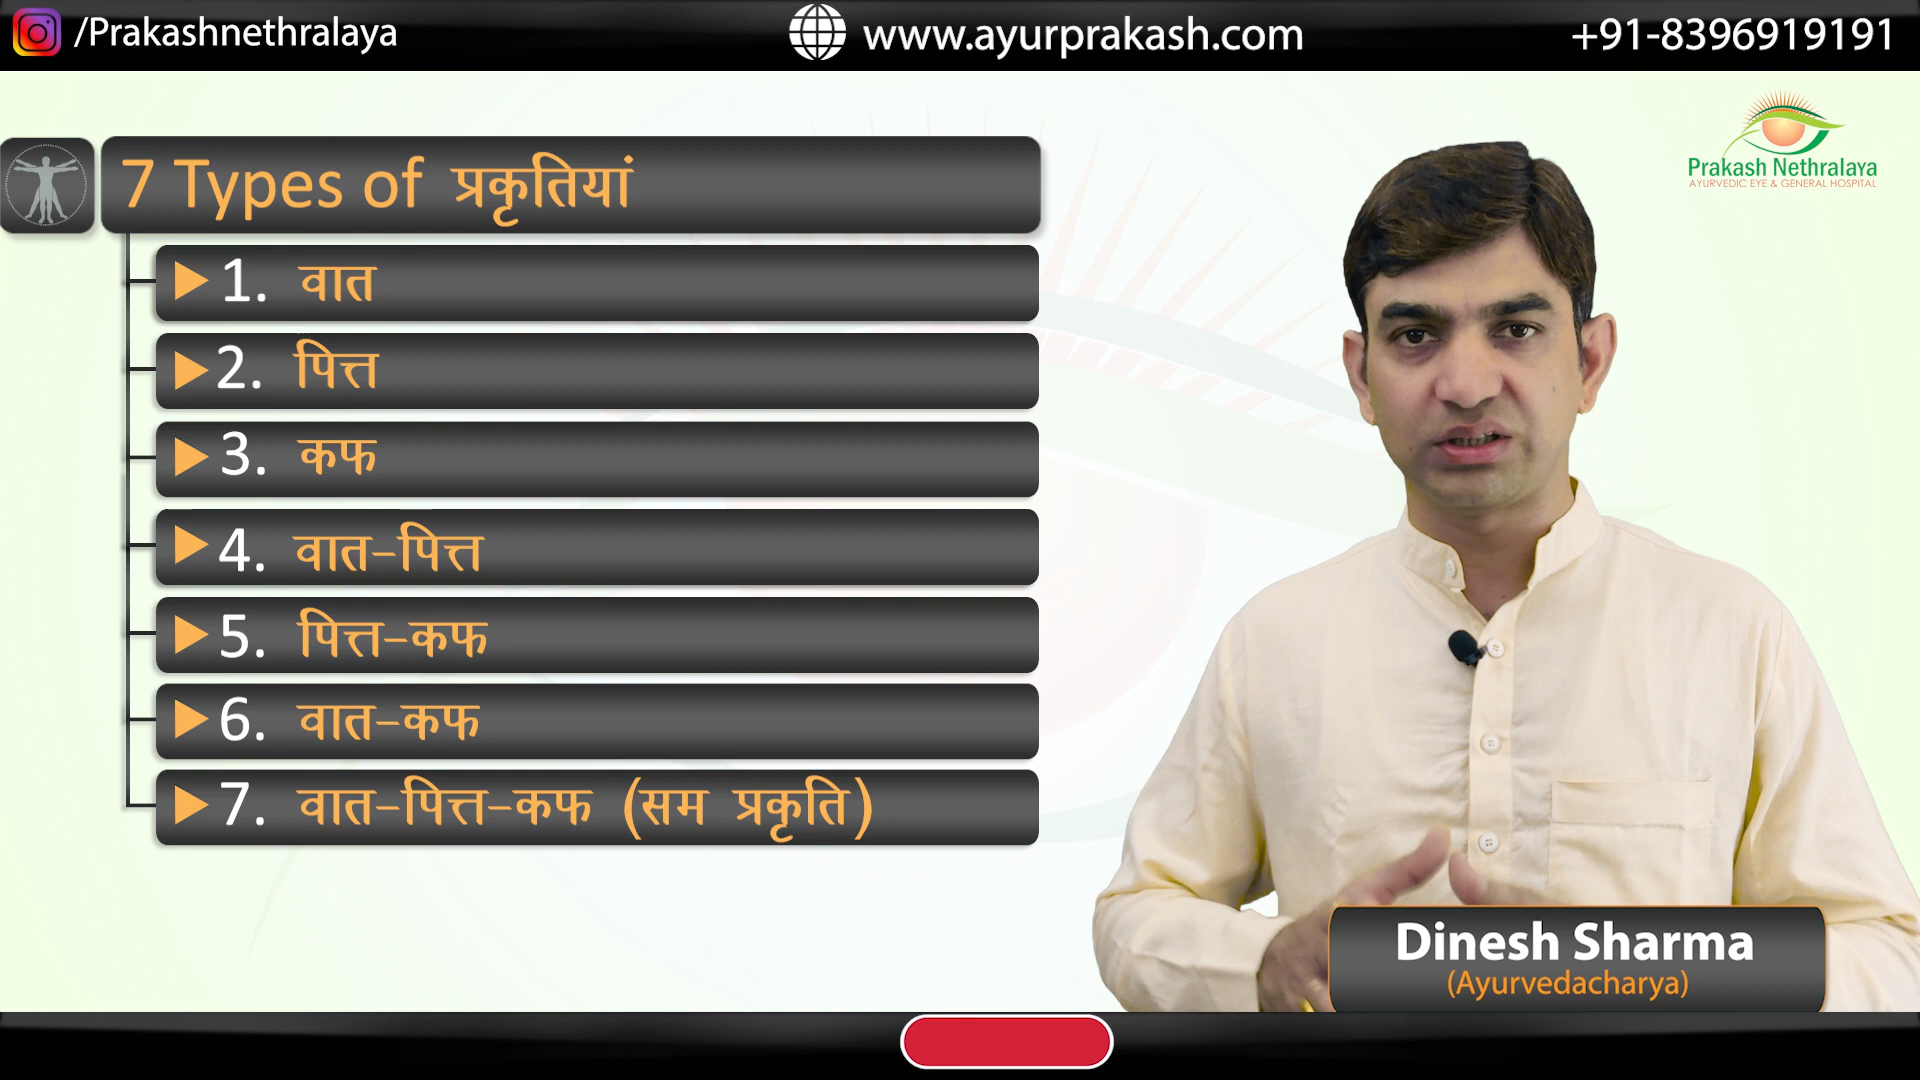 /Prakashnethralaya
www.ayurprakash.com
+91-8396919191
Prakash Nethralaya
AYURVEDIC EYE & GENERAL HOSPITAL
7 Types of प्रकृतियां
1. वात
2. पित्त
3. कफ
4. वात-पित्त
5. पित्त-कफ
6. वात-कफ
7. वात-पित्त-कफ (सम प्रकृति)
Dinesh Sharma
(Ayurvedacharya)